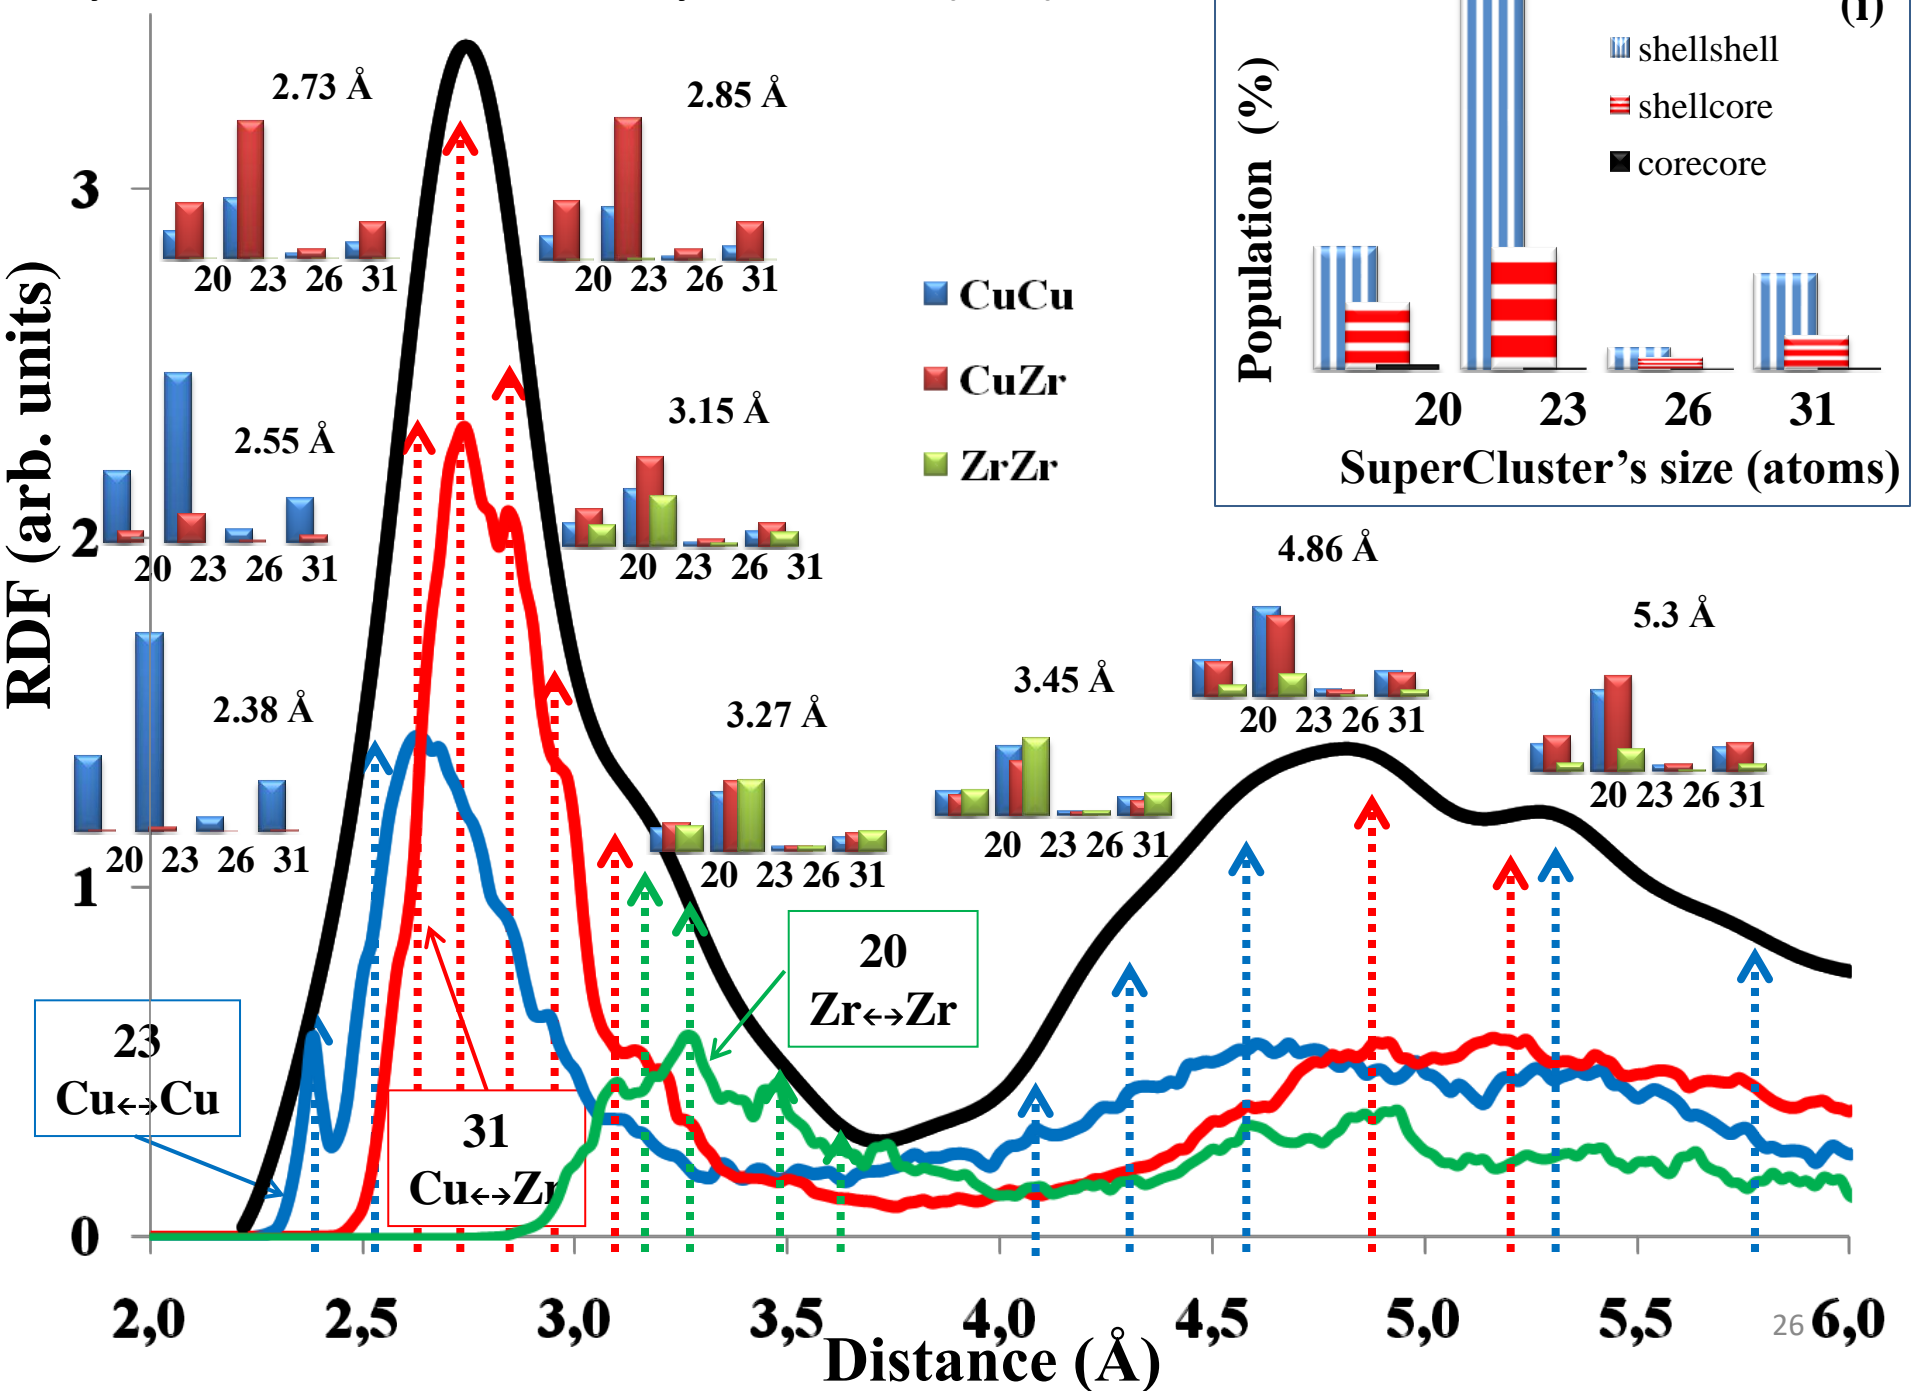 (i)
shellshell
shellcore
corecore
Population (%)
20 23 26 31
SuperCluster's size (atoms)
RDF (arb. units)
3
2
1
0
2.73 Å
20 23 26 31
2.85 Å
20 23 26 31
CuCu
CuZr
ZrZr
2.55 Å
20 23 26 31
3.15 Å
20 23 26 31
2.38 Å
20 23 26 31
3.27 Å
20 23 26 31
3.45 Å
20 23 26 31
4.86 Å
20 23 26 31
5.3 Å
20 23 26 31
20
Zr↔Zr
23
Cu↔Cu
31
Cu↔Zr
2,0 2,5 3,0 3,5 4,0 4,5 5,0 5,5 6,0
26
Distance (Å)